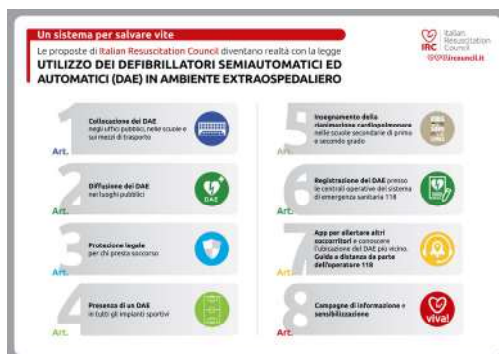 Un sistema per salvare vite
Le proposte di Italian Resuscitation Council diventano realtà con la legge
UTILIZZO DEI DEFIBRILLATORI SEMIAUTOMATICI ED
AUTOMATICI (DAE) IN AMBIENTE EXTRAOSPEDALIERO
IRC
Italian
Resuscitation
Council
ircouncil.it
Art. 1
Collocazione dei DAE
negli uffici pubblici, nelle scuole e
sui mezzi di trasporto
Art. 2
Diffusione dei DAE
nei luoghi pubblici
DAE
Art. 3
Protezione legale
per chi presta soccorso
Art. 4
Presenza di un DAE
in tutti gli impianti sportivi
Art. 5
Insegnamento della
rianimazione cardiopolmonare
nelle scuole secondarie di primo
e secondo grado
Art. 6
Registrazione dei DAE presso
le centrali operative del sistema
di emergenza sanitaria 118
Art. 7
App per allertare altri
soccorritori e conoscere
l'ubicazione del DAE più vicino.
Guida a distanza da parte
dell'operatore 118
Art. 8
Campagne di informazione e
sensibilizzazione
viva!